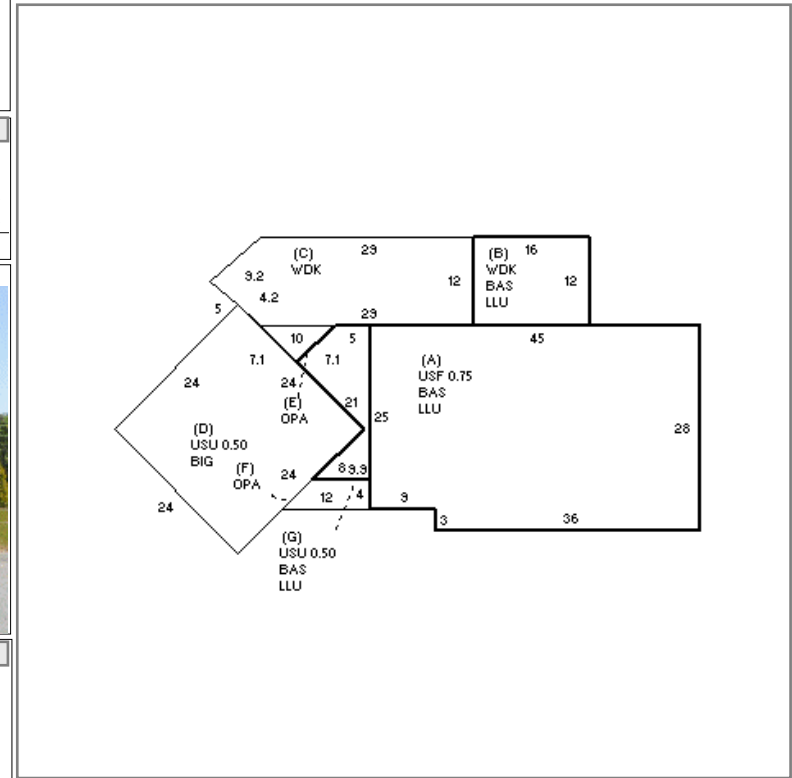 29
16
(C)
WDK
(B)
WDK
BAS
LLU
9.2
12
12
4.2
5
29
10
5
45
7.1
7.1
(A)
USF 0.75
BAS
LLU
24
24
21
(E)
OPA
25
28
(D)
USU 0.50
BIG
(F)
OPA
24
8
9.9
24
12
4
9
3
36
(G)
USU 0.50
BAS
LLU